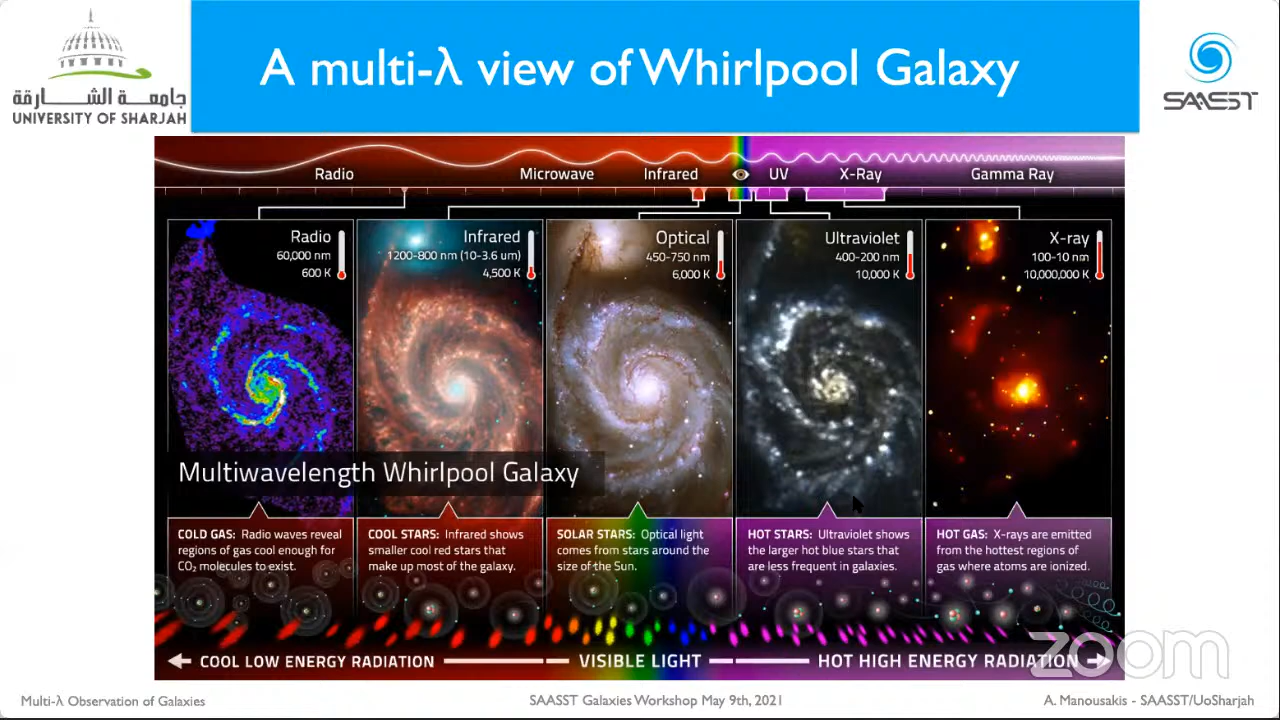 جامعة الشارقة
UNIVERSITY OF SHARJAH
A multi-λ view of Whirlpool Galaxy
SAASST
Radio
Microwave
Infrared
UV
X-Ray
Gamma Ray
Radio
60,000 nm
600 K
Infrared
1200-800 nm (10-3.6 um)
4,500 K
Optical
450-750 nm
6,000 K
Ultraviolet
400-200 nm
10,000 K
X-ray
100-10 nm
10,000,000 K
Multiwavelength Whirlpool Galaxy
COLD GAS: Radio waves reveal
regions of gas cool enough for
CO₂ molecules to exist.
COOL STARS: Infrared shows
smaller cool red stars that
make up most of the galaxy.
SOLAR STARS: Optical light
comes from stars around the
size of the Sun.
HOT STARS: Ultraviolet shows
the larger hot blue stars that
are less frequent in galaxies.
HOT GAS: X-rays are emitted
from the hottest regions of
gas where atoms are ionized.
COOL LOW ENERGY RADIATION
VISIBLE LIGHT
HOT HIGH ENERGY RADIATION
zoom
Multi-λ Observation of Galaxies
SAASST Galaxies Workshop May 9th, 2021
A. Manousakis - SAASST/UoSharjah